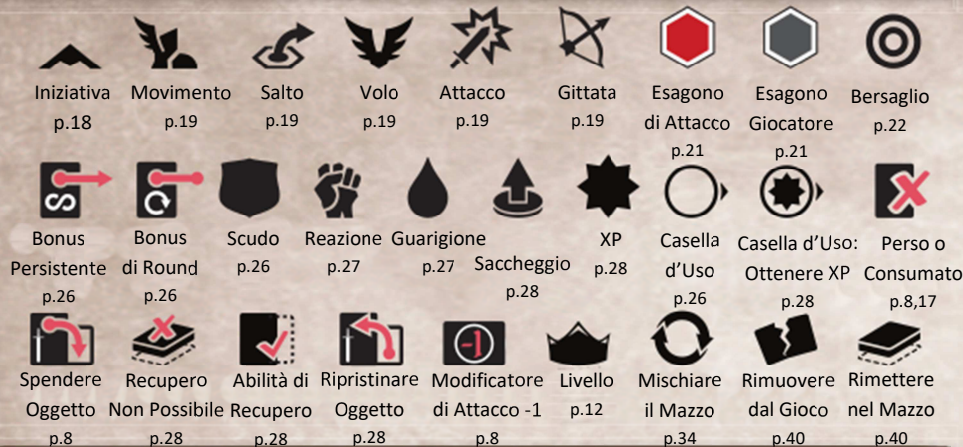 Iniziativa Movimento Salto Volo Attacco Gittata Esagono di Attacco Esagono Giocatore Bersaglio
p.18 p.19 p.19 p.19 p.19 p.19 p.21 p.21 p.22
Bonus Persistente Bonus di Round Scudo Reazione Guarigione Saccheggio XP Casella d’Uso Casella d’Uso: Ottenere XP Perso o Consumato
p.26 p.26 p.26 p.27 p.27 p.28 p.28 p.26 p.28 p.8,17
Spendere Oggetto Recupero Non Possibile Abilità di Recupero Ripristinare Oggetto -1 Modificatore di Attacco -1 Livello Mischiare il Mazzo Rimuovere dal Gioco Rimettere nel Mazzo
p.8 p.28 p.28 p.28 p.8 p.12 p.34 p.40 p.40